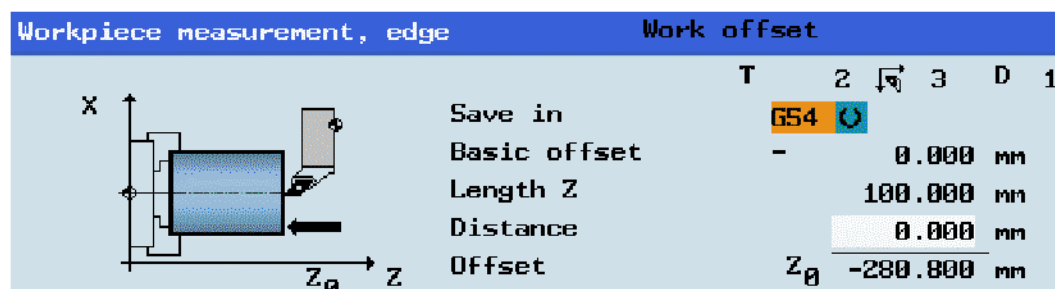 Workpiece measurement, edge Work offset
T 2 3 D 1
X
Save in G54
Basic offset - 0.000 mm
Length Z 100.000 mm
Distance 0.000 mm
Offset Z0 -280.800 mm
Z0 Z